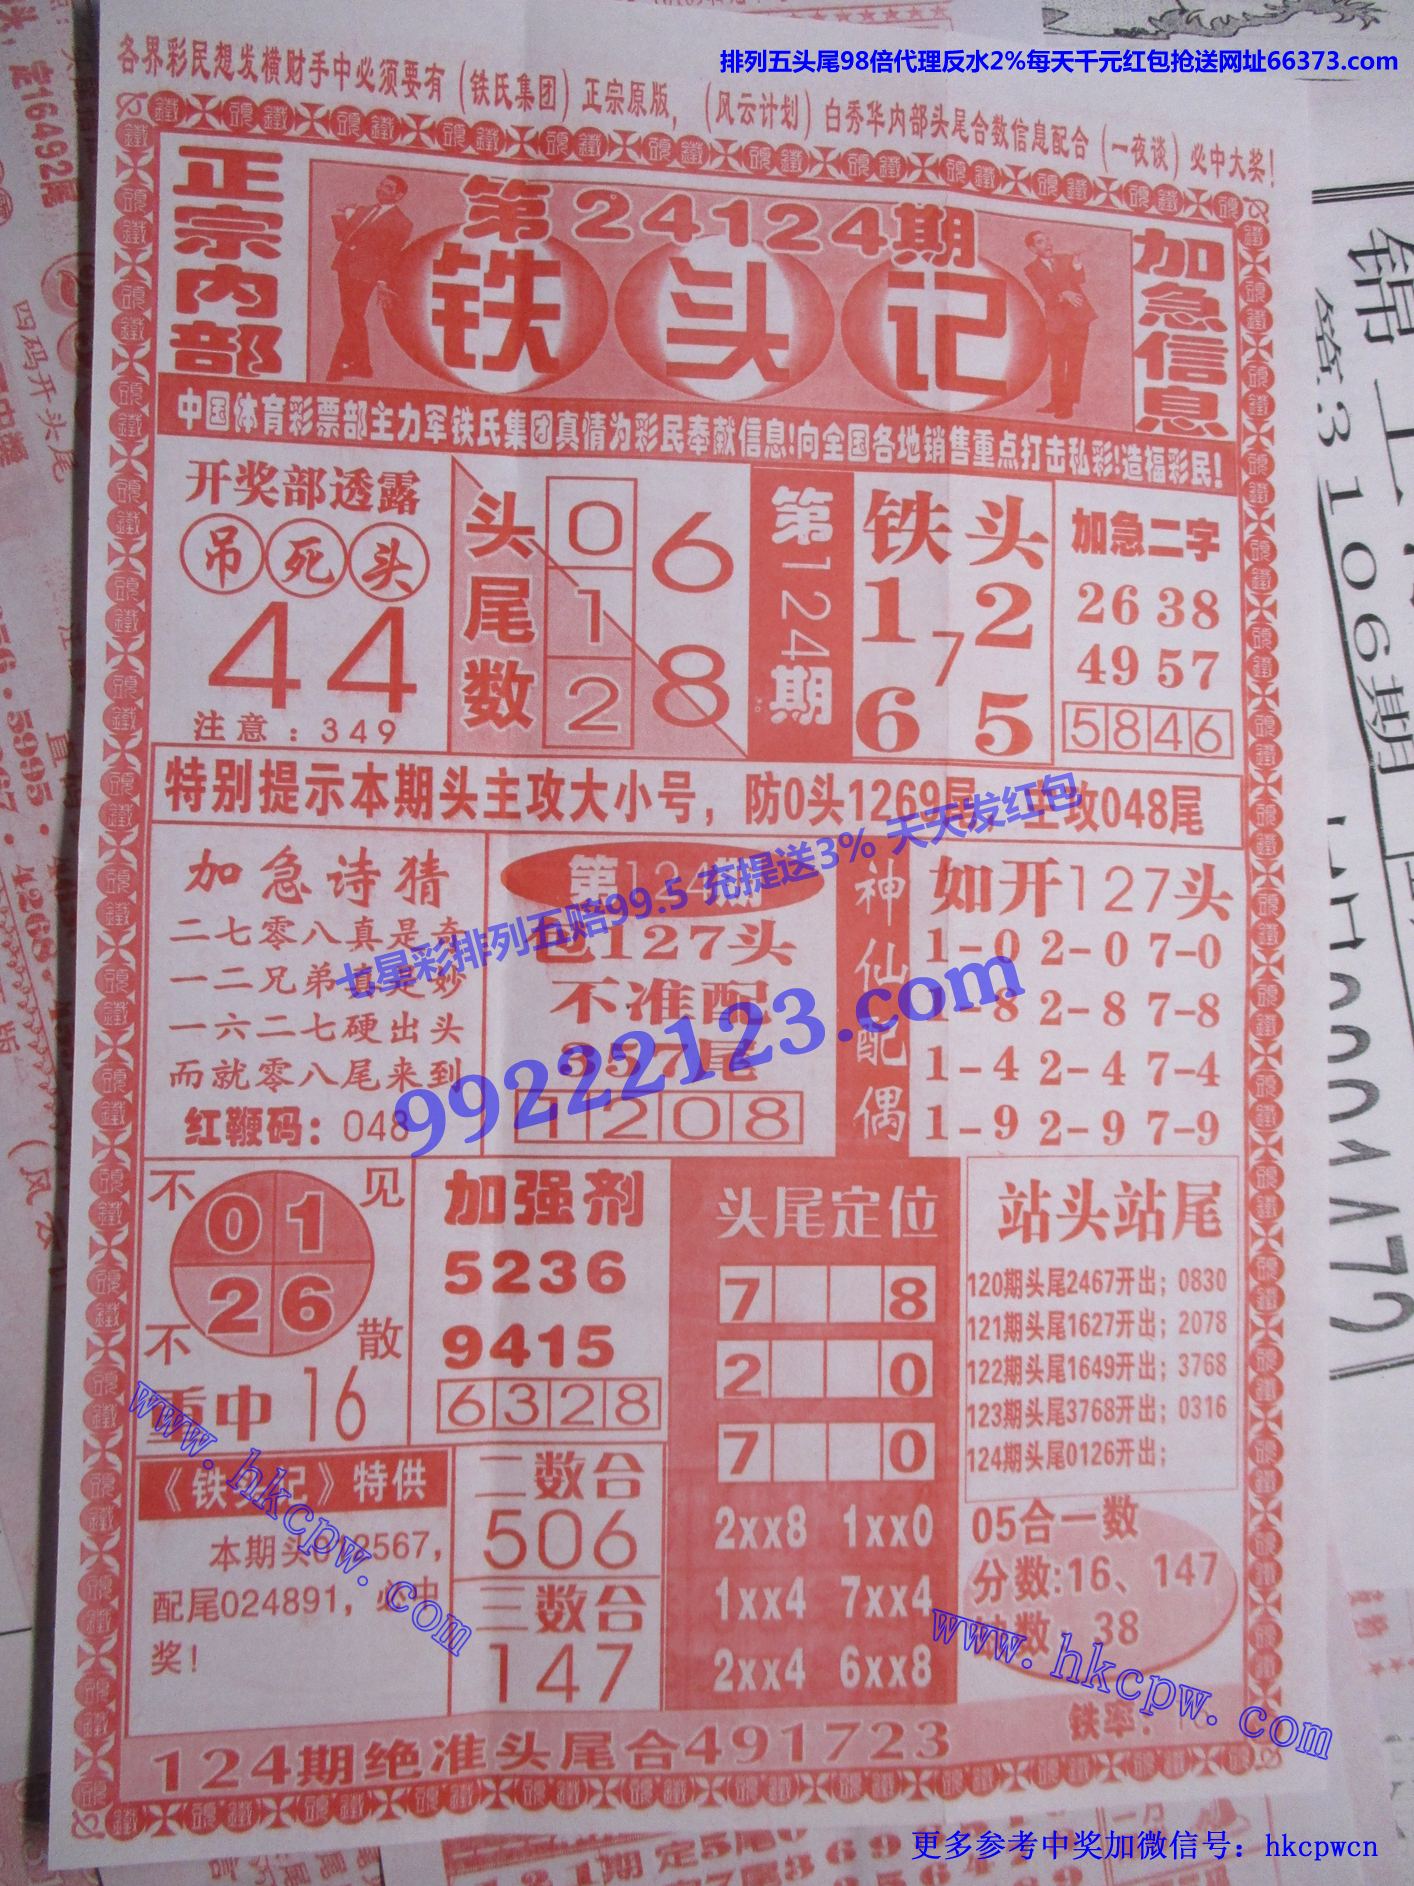 排列五头尾98倍代理反水2%每天千元红包抢送网址66373.com
各界彩民想发横财手中必须要有（铁氏集团）正宗原版，（风云计划）白秀华内部头尾合数信息配合（一夜谈）必中大奖！
正宗内部
第24124期
铁头记
加急信息
中国体育彩票部主力军铁氏集团真情为彩民奉献信息!向全国各地销售重点打击私彩!造福彩民!
开奖部透露
吊死头
44
注意：349
头尾数
0
1
2
6
8
第124期
铁头
1 2
7
6 5
加急二字
26 38
49 57
5846
特别提示本期头主攻大小号，防0头1269尾，主攻048尾
加急诗猜
二七零八真是奇
一二兄弟真是妙
一六二七硬出头
而就零八尾来到
红鞭码：048
第124期
包127头
不准配
357尾
1208
神仙配偶
如开127头
1-0 2-0 7-0
1-8 2-8 7-8
1-4 2-4 7-4
1-9 2-9 7-9
七星彩排列五赔99.5 充提送3% 天天发红包
99222123.com
不见不散
01
26
重中16
加强剂
5236
9415
6328
头尾定位
7 8
2 0
7 0
2xx8 1xx0
1xx4 7xx4
2xx4 6xx8
站头站尾
120期头尾2467开出；0830
121期头尾1627开出；2078
122期头尾1649开出；3768
123期头尾3768开出；0316
124期头尾0126开出；
05合一数
分数:16、147
38
《铁头记》特供
本期头012567，
配尾024891，必中
奖！
二数合
506
三数合
147
铁率：
124期绝准头尾合491723
www.hkcpw.com
www.hkcpw.com
更多参考中奖加微信号：hkcpwcn